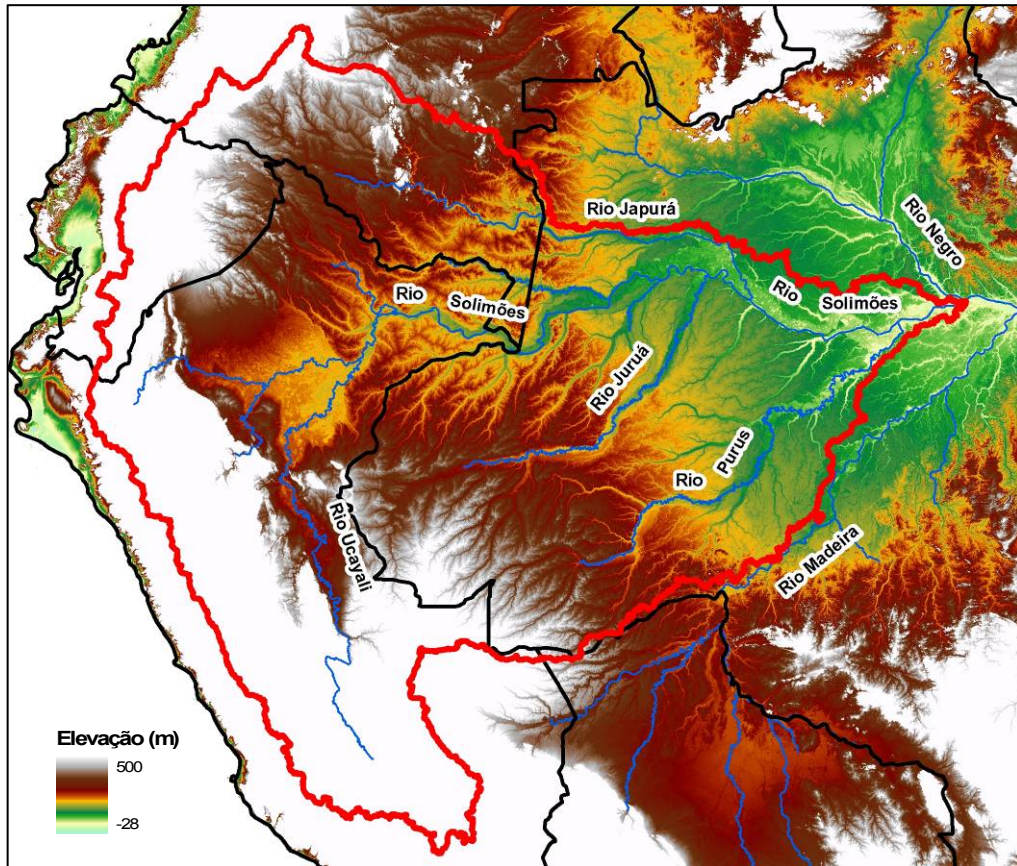 Rio Japurá
Rio Negro
Rio
Solimões
Rio
Solimões
Rio Juruá
Rio
Purus
Rio Ucayali
Rio Madeira
Elevação (m)
500
-28